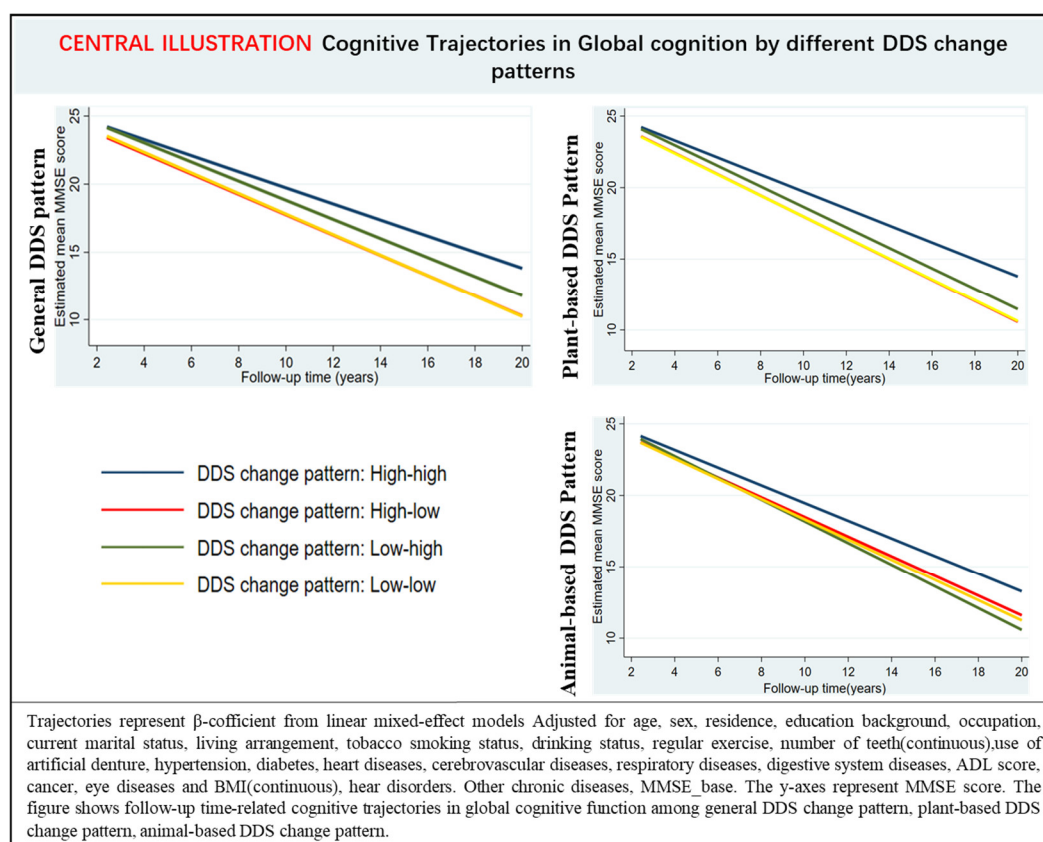 CENTRAL ILLUSTRATION Cognitive Trajectories in Global cognition by different DDS change
patterns
General DDS pattern
Estimated mean MMSE score
25
20
15
10
2 4 6 8 10 12 14 16 18 20
Follow-up time (years)
Plant-based DDS Pattern
Estimated mean MMSE score
25
20
15
10
2 4 6 8 10 12 14 16 18 20
Follow-up time(years)
DDS change pattern: High-high
DDS change pattern: High-low
DDS change pattern: Low-high
DDS change pattern: Low-low
Animal-based DDS Pattern
Estimated mean MMSE score
25
20
15
10
2 4 6 8 10 12 14 16 18 20
Follow-up time(years)
Trajectories represent β-cofficient from linear mixed-effect models Adjusted for age, sex, residence, education background, occupation,
current marital status, living arrangement, tobacco smoking status, drinking status, regular exercise, number of teeth(continuous),use of
artificial denture, hypertension, diabetes, heart diseases, cerebrovascular diseases, respiratory diseases, digestive system diseases, ADL score,
cancer, eye diseases and BMI(continuous), hear disorders. Other chronic diseases, MMSE_base. The y-axes represent MMSE score. The
figure shows follow-up time-related cognitive trajectories in global cognitive function among general DDS change pattern, plant-based DDS
change pattern, animal-based DDS change pattern.